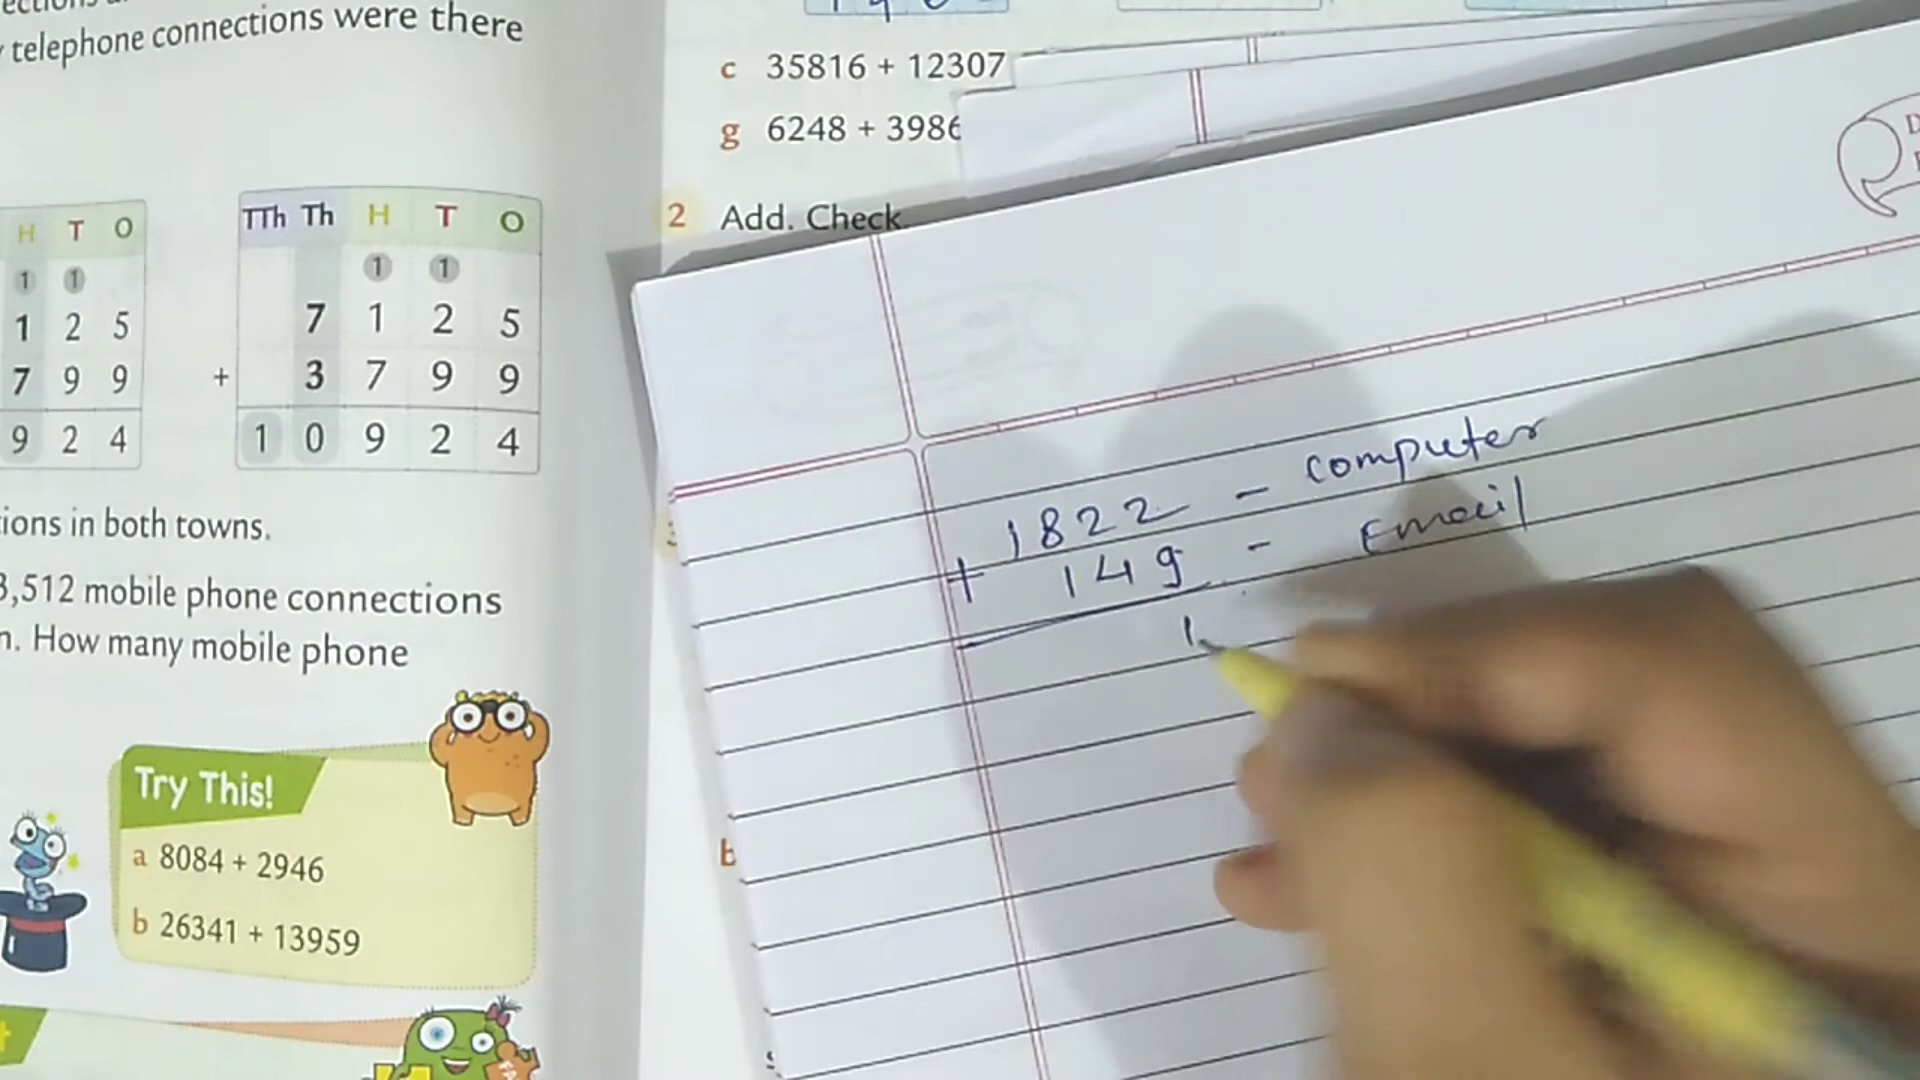 telephone connections were there
H T O
1 1
1 2 5
7 9 9
9 2 4
TTh Th H T O
1 1
7 1 2 5
+ 3 7 9 9
1 0 9 2 4
ions in both towns.
3,512 mobile phone connections
n. How many mobile phone
Try This!
a 8084 + 2946
b 26341 + 13959
c 35816 + 12307
g 6248 + 3986
2 Add. Check
3
b
1822 - computer
+ 149 - Email
1